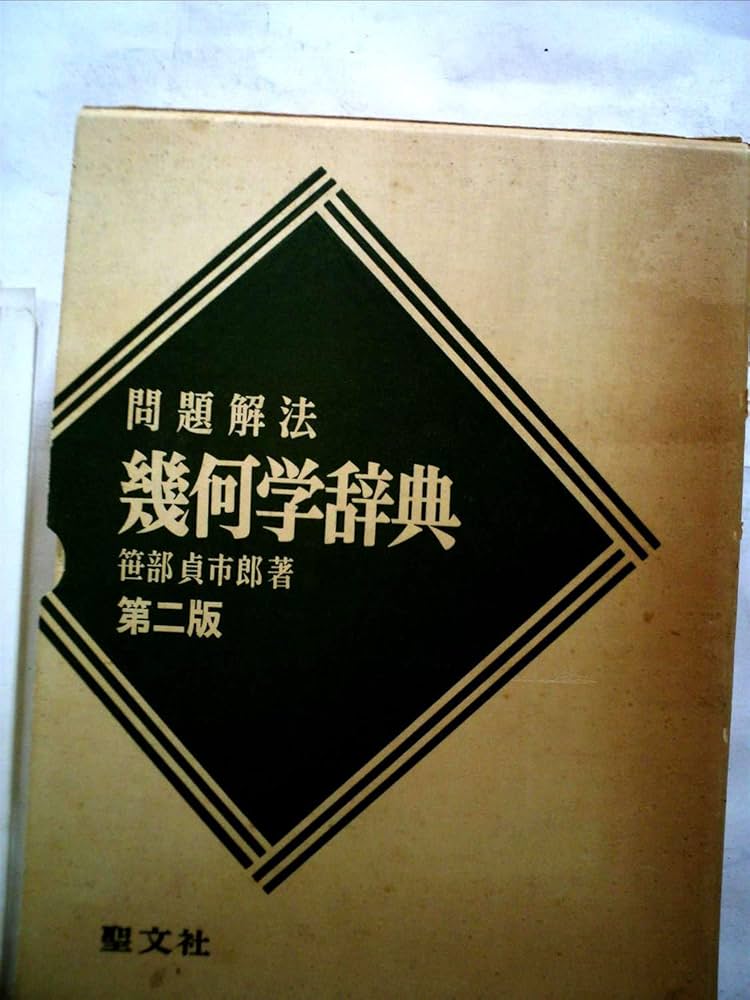 問題解法
幾何学辞典
笹部貞市郎著
第二版
聖文社